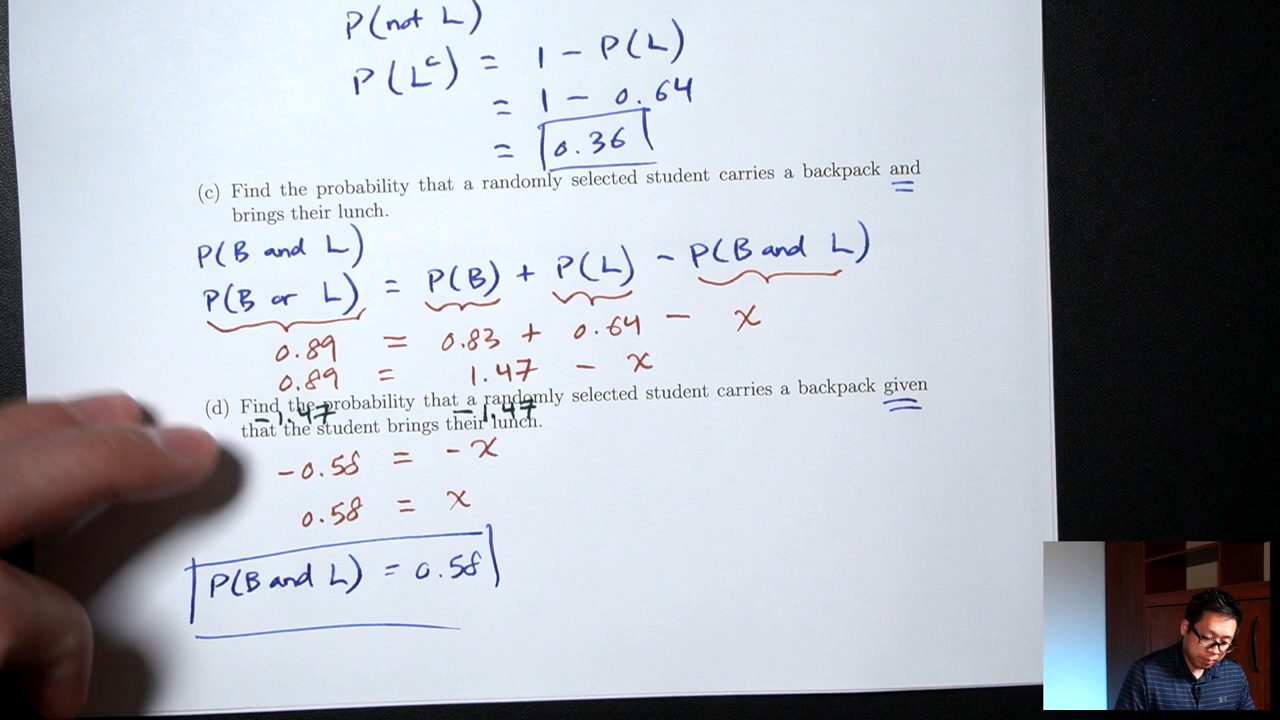 P(not L)
P(Lᶜ) = 1 - P(L)
= 1 - 0.64
= 0.36
(c) Find the probability that a randomly selected student carries a backpack and
brings their lunch.
P(B and L)
P(B or L) = P(B) + P(L) - P(B and L)
0.89 = 0.83 + 0.64 - x
0.89 = 1.47 - x
(d) Find the probability that a randomly selected student carries a backpack given
-1.47 -1.47
that the student brings their lunch.
-0.58 = -x
0.58 = x
P(B and L) = 0.58